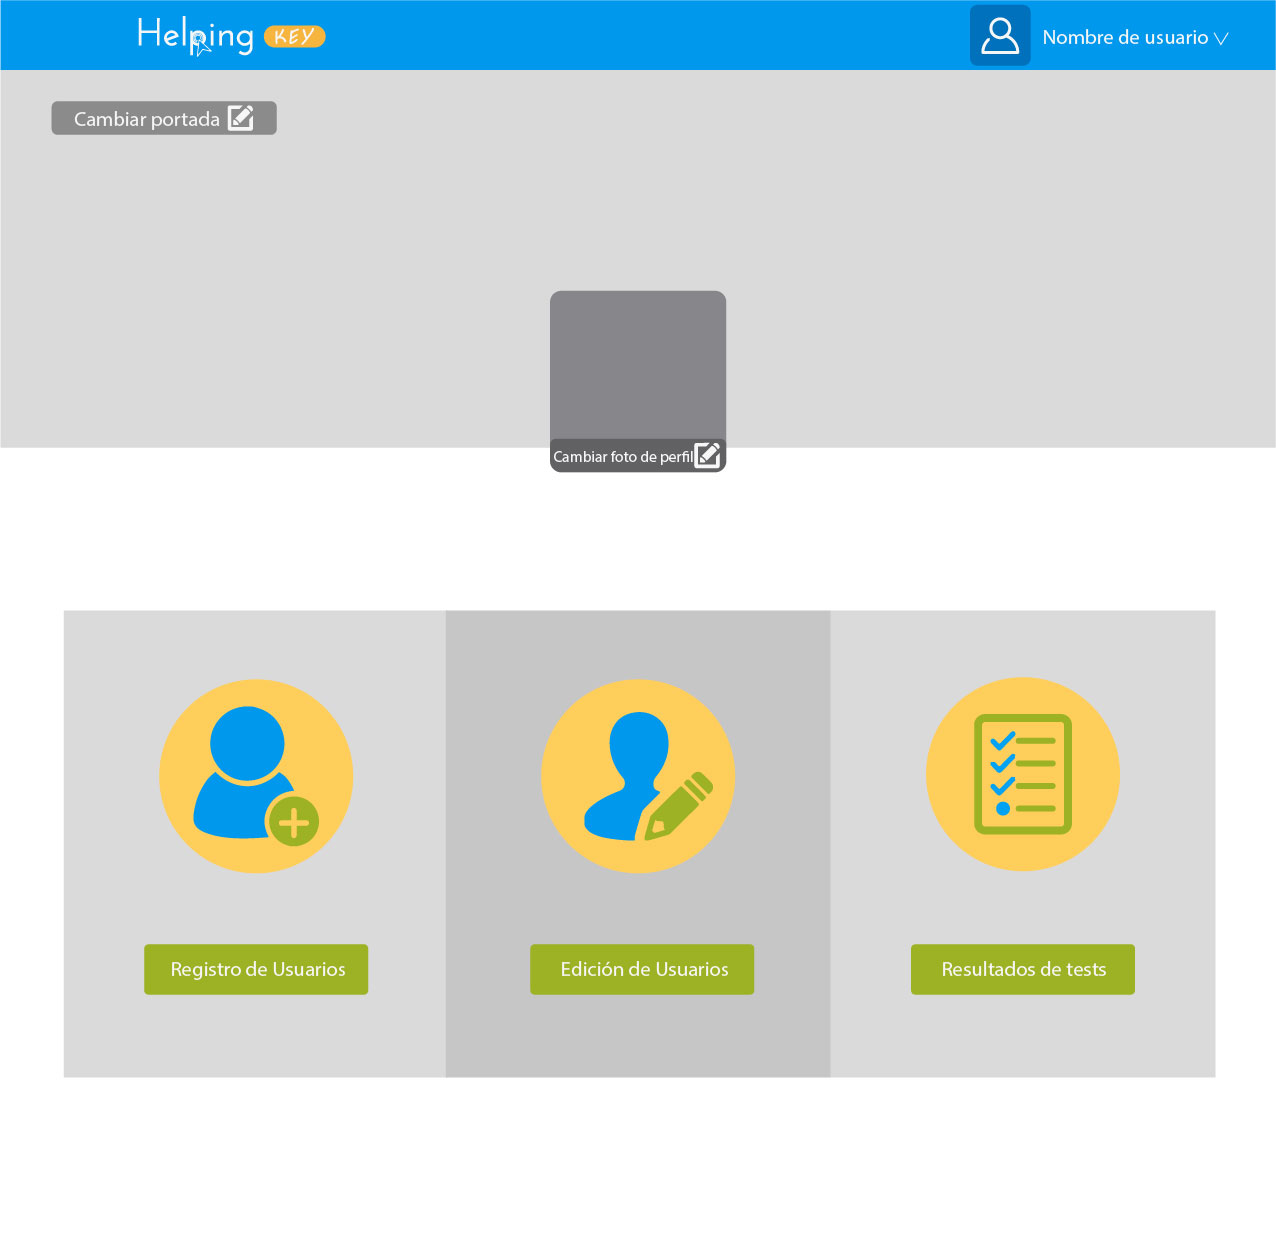 Helping KEY
Nombre de usuario
Cambiar portada
Cambiar foto de perfil
Registro de Usuarios
Edición de Usuarios
Resultados de tests